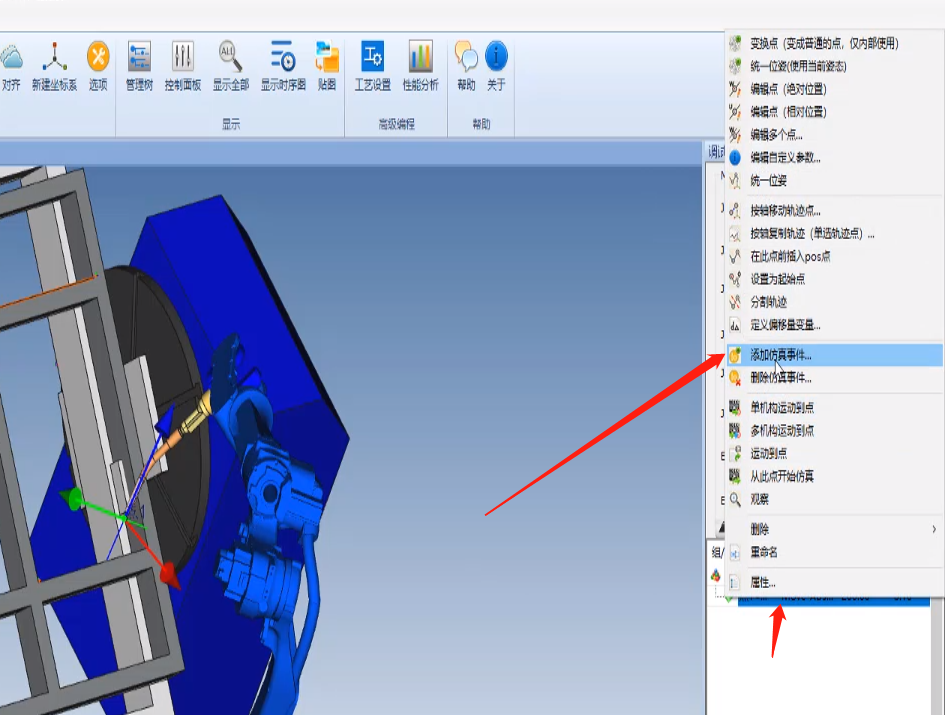 对齐 新建坐标系 选项 管理树 控制面板 显示全部 显示时序图 贴图 工艺设置 性能分析 帮助 关于
显示 高级编程 帮助
调试
变换点（变成普通的点，仅内部使用）
统一位姿(使用当前姿态)
编辑点（绝对位置）
编辑点（相对位置）
编辑多个点...
编辑自定义参数...
统一位姿
按轴移动轨迹点...
按轴复制轨迹（单选轨迹点）...
在此点前插入pos点
设置为起始点
分割轨迹
定义偏移量变量...
添加仿真事件...
删除仿真事件...
单机构运动到点
多机构运动到点
运动到点
从此点开始仿真
观察
删除
重命名
属性...
组/